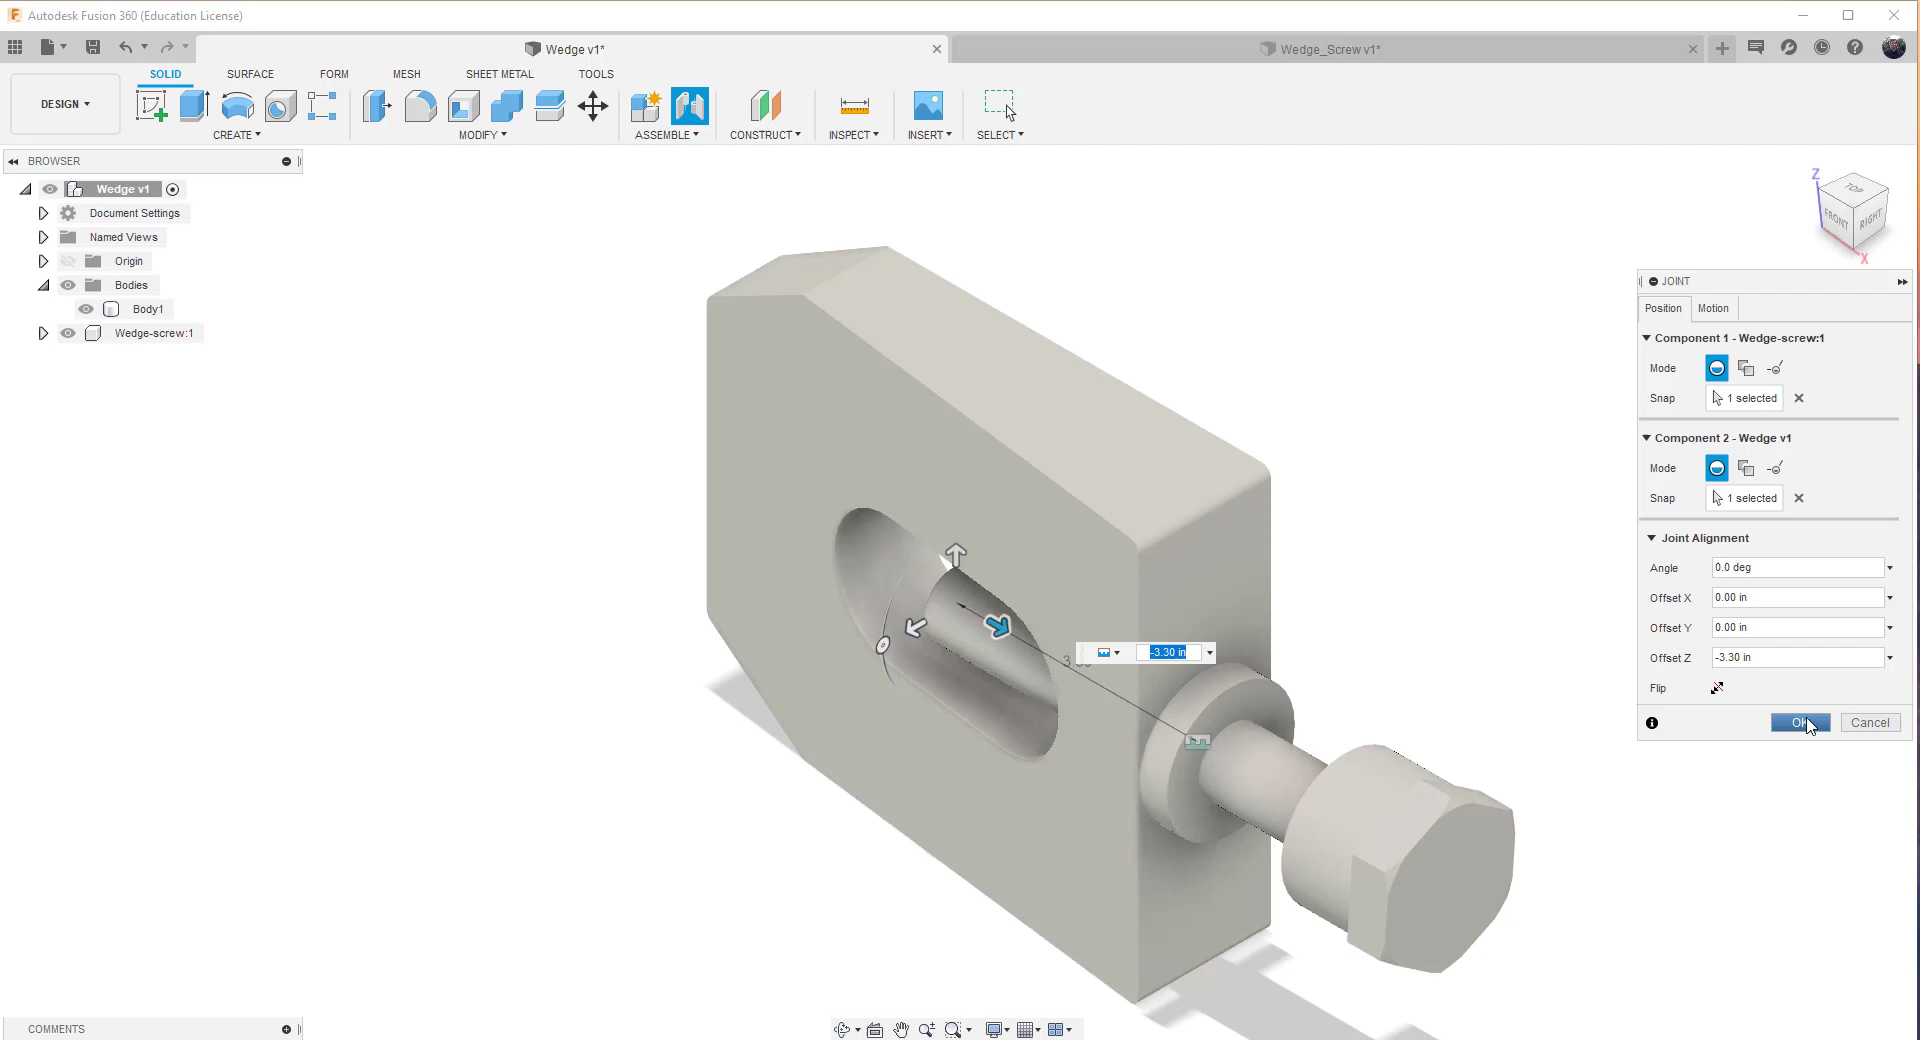 Autodesk Fusion 360 (Education License)
Wedge v1*
Wedge_Screw v1*
DESIGN
SOLID
SURFACE
FORM
MESH
SHEET METAL
TOOLS
CREATE
MODIFY
ASSEMBLE
CONSTRUCT
INSPECT
INSERT
SELECT
BROWSER
Wedge v1
Document Settings
Named Views
Origin
Bodies
Body1
Wedge-screw:1
Z
TOP
FRONT
RIGHT
X
-3.30 in
JOINT
Position
Motion
Component 1 - Wedge-screw:1
Mode
Snap
1 selected
Component 2 - Wedge v1
Mode
Snap
1 selected
Joint Alignment
Angle
0.0 deg
Offset X
0.00 in
Offset Y
0.00 in
Offset Z
-3.30 in
Flip
OK
Cancel
COMMENTS